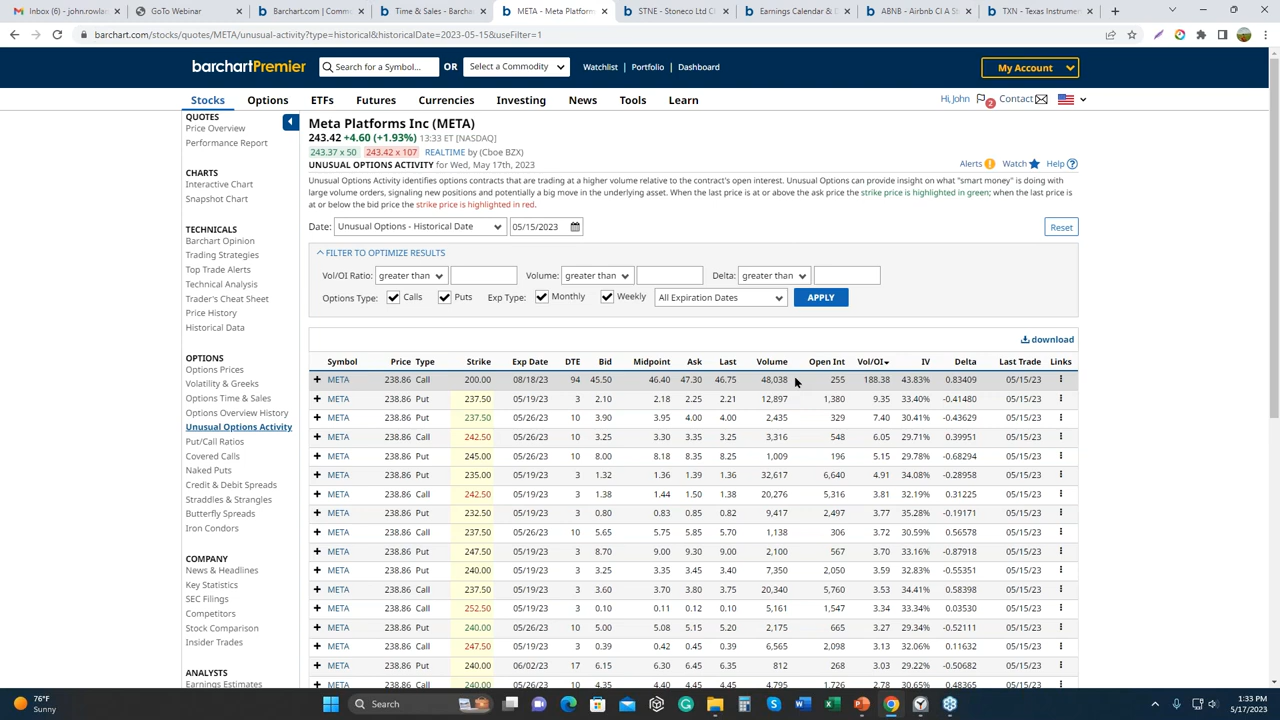 Inbox (6) - john.rowlan
GoTo Webinar
Barchart.com | Comm
Time & Sales - Barcha
META - Meta Platform
STNE - Stoneco Ltd Cl
Earnings Calendar & D
ABNB - Airbnb Cl A St
TXN - Texas Instrumen
barchart.com/stocks/quotes/META/unusual-activity?type=historical&historicalDate=2023-05-15&useFilter=1
barchartPremier
Search for a Symbol...
OR
Select a Commodity
Watchlist Portfolio Dashboard
My Account
Stocks Options ETFs Futures Currencies Investing News Tools Learn
Hi, John 2 Contact
QUOTES
Price Overview
Performance Report
CHARTS
Interactive Chart
Snapshot Chart
TECHNICALS
Barchart Opinion
Trading Strategies
Top Trade Alerts
Technical Analysis
Trader's Cheat Sheet
Price History
Historical Data
OPTIONS
Options Prices
Volatility & Greeks
Options Time & Sales
Options Overview History
Unusual Options Activity
Put/Call Ratios
Covered Calls
Naked Puts
Credit & Debit Spreads
Straddles & Strangles
Butterfly Spreads
Iron Condors
COMPANY
News & Headlines
Key Statistics
SEC Filings
Competitors
Stock Comparison
Insider Trades
ANALYSTS
Earnings Estimates
Meta Platforms Inc (META)
243.42 +4.60 (+1.93%) 13:33 ET [NASDAQ]
243.37 x 50 243.42 x 107 REALTIME by (Cboe BZX)
UNUSUAL OPTIONS ACTIVITY for Wed, May 17th, 2023
Alerts Watch Help
Unusual Options Activity identifies options contracts that are trading at a higher volume relative to the contract's open interest. Unusual Options can provide insight on what "smart money" is doing with
large volume orders, signaling new positions and potentially a big move in the underlying asset. When the last price is at or above the ask price the strike price is highlighted in green; when the last price is
at or below the bid price the strike price is highlighted in red.
Date: Unusual Options - Historical Date 05/15/2023 Reset
FILTER TO OPTIMIZE RESULTS
Vol/OI Ratio: greater than Volume: greater than Delta: greater than
Options Type: Calls Puts Exp Type: Monthly Weekly All Expiration Dates APPLY
download
Symbol Price Type Strike Exp Date DTE Bid Midpoint Ask Last Volume Open Int Vol/OI IV Delta Last Trade Links
META 238.86 Call 200.00 08/18/23 94 45.50 46.40 47.30 46.75 48,038 255 188.38 43.83% 0.83409 05/15/23
META 238.86 Put 237.50 05/19/23 3 2.10 2.18 2.25 2.21 12,897 1,380 9.35 33.40% -0.41480 05/15/23
META 238.86 Put 237.50 05/26/23 10 3.90 3.95 4.00 4.00 2,435 329 7.40 30.41% -0.43629 05/15/23
META 238.86 Call 242.50 05/26/23 10 3.25 3.30 3.35 3.25 3,316 548 6.05 29.71% 0.39951 05/15/23
META 238.86 Put 245.00 05/26/23 10 8.00 8.18 8.35 8.25 1,009 196 5.15 29.78% -0.68294 05/15/23
META 238.86 Put 235.00 05/19/23 3 1.32 1.36 1.39 1.36 32,617 6,640 4.91 34.08% -0.28958 05/15/23
META 238.86 Call 242.50 05/19/23 3 1.38 1.44 1.50 1.38 20,276 5,316 3.81 32.19% 0.31225 05/15/23
META 238.86 Put 232.50 05/19/23 3 0.80 0.83 0.85 0.82 9,417 2,497 3.77 35.28% -0.19171 05/15/23
META 238.86 Call 237.50 05/26/23 10 5.65 5.75 5.85 5.70 1,138 306 3.72 30.59% 0.56578 05/15/23
META 238.86 Put 247.50 05/19/23 3 8.70 9.00 9.30 9.00 2,100 567 3.70 33.16% -0.87918 05/15/23
META 238.86 Put 240.00 05/19/23 3 3.25 3.35 3.45 3.40 7,350 2,050 3.59 32.83% -0.55351 05/15/23
META 238.86 Call 237.50 05/19/23 3 3.60 3.70 3.80 3.75 20,340 5,760 3.53 34.41% 0.58398 05/15/23
META 238.86 Call 252.50 05/19/23 3 0.10 0.11 0.12 0.10 5,161 1,547 3.34 33.34% 0.03530 05/15/23
META 238.86 Put 240.00 05/26/23 10 5.00 5.08 5.15 5.20 2,175 665 3.27 29.34% -0.52111 05/15/23
META 238.86 Call 247.50 05/19/23 3 0.39 0.42 0.45 0.39 6,565 2,098 3.13 32.06% 0.11632 05/15/23
META 238.86 Put 240.00 06/02/23 17 6.15 6.30 6.45 6.35 812 268 3.03 29.22% -0.50682 05/15/23
META 238.86 Call 240.00 05/26/23 10 4.35 4.40 4.45 4.45 4,795 1,726 2.78 30.65% 0.48365 05/15/23
76°F
Sunny
Search
1:33 PM
5/17/2023